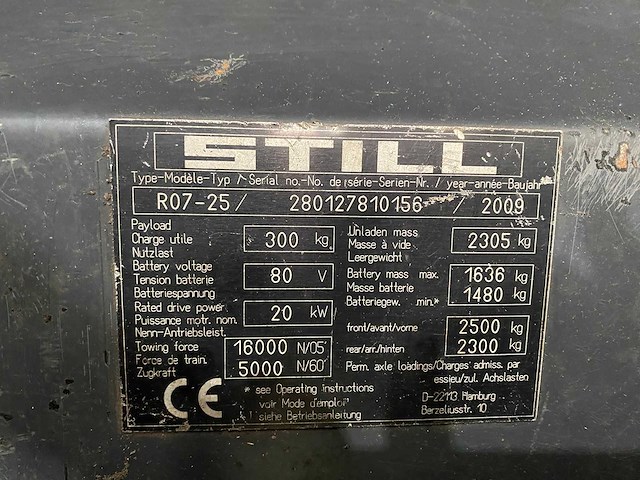 STILL
Type-Modèle-Typ / Serial no.-No. de série-Serien-Nr. / year-année-Baujahr
R07-25 / 280127810156 / 2009
Payload
Charge utile 300 kg
Nutzlast
Battery voltage
Tension batterie 80 V
Batteriespannung
Rated drive power
Puissance motr. nom. 20 kW
Nenn-Antriebsleist.
Towing force 16000 N/05'
Force de train. 5000 N/60'
Zugkraft
Unladen mass
Masse à vide 2305 kg
Leergewicht
Battery mass max. 1636 kg
Masse batterie 1480 kg
Batteriegew. min.*
front/avant/vorne 2500 kg
rear/arr./hinten 2300 kg
Perm. axle loadings/Charges admiss. par
essieu/zul. Achslasten
CE
* see Operating instructions
voir Mode d'emploi
siehe Betriebsanleitung
D-22113 Hamburg
Berzeliusstr. 10